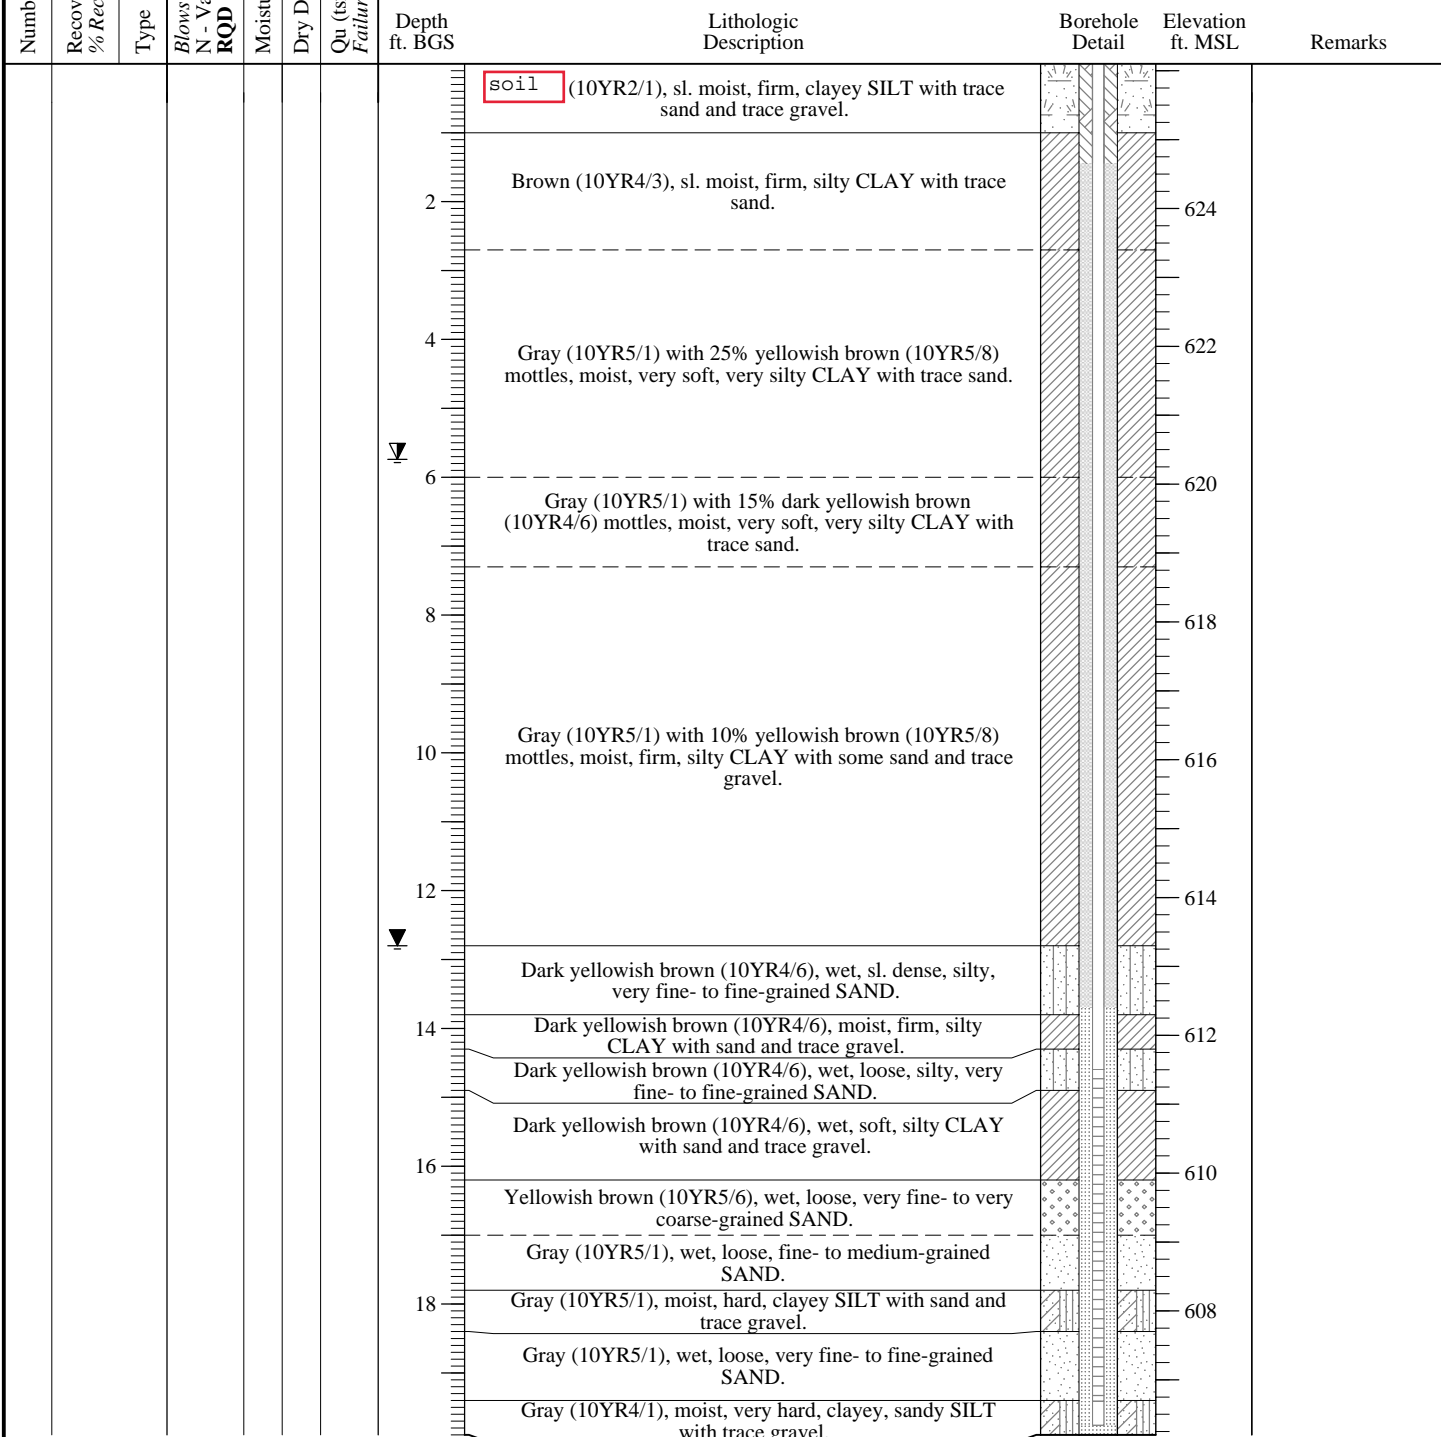 Numb
Recov
% Rec
Type
Blows
N - Va
RQD
Moistu
Dry D
Qu (ts
Failur
Depth
ft. BGS
Lithologic
Description
Borehole
Detail
Elevation
ft. MSL
Remarks
soil (10YR2/1), sl. moist, firm, clayey SILT with trace
sand and trace gravel.
Brown (10YR4/3), sl. moist, firm, silty CLAY with trace
sand.
2
624
4
622
Gray (10YR5/1) with 25% yellowish brown (10YR5/8)
mottles, moist, very soft, very silty CLAY with trace sand.
6
620
Gray (10YR5/1) with 15% dark yellowish brown
(10YR4/6) mottles, moist, very soft, very silty CLAY with
trace sand.
8
618
Gray (10YR5/1) with 10% yellowish brown (10YR5/8)
mottles, moist, firm, silty CLAY with some sand and trace
gravel.
10
616
12
614
Dark yellowish brown (10YR4/6), wet, sl. dense, silty,
very fine- to fine-grained SAND.
14
612
Dark yellowish brown (10YR4/6), moist, firm, silty
CLAY with sand and trace gravel.
Dark yellowish brown (10YR4/6), wet, loose, silty, very
fine- to fine-grained SAND.
Dark yellowish brown (10YR4/6), wet, soft, silty CLAY
with sand and trace gravel.
16
610
Yellowish brown (10YR5/6), wet, loose, very fine- to very
coarse-grained SAND.
Gray (10YR5/1), wet, loose, fine- to medium-grained
SAND.
18
608
Gray (10YR5/1), moist, hard, clayey SILT with sand and
trace gravel.
Gray (10YR5/1), wet, loose, very fine- to fine-grained
SAND.
Gray (10YR4/1), moist, very hard, clayey, sandy SILT
with trace gravel.